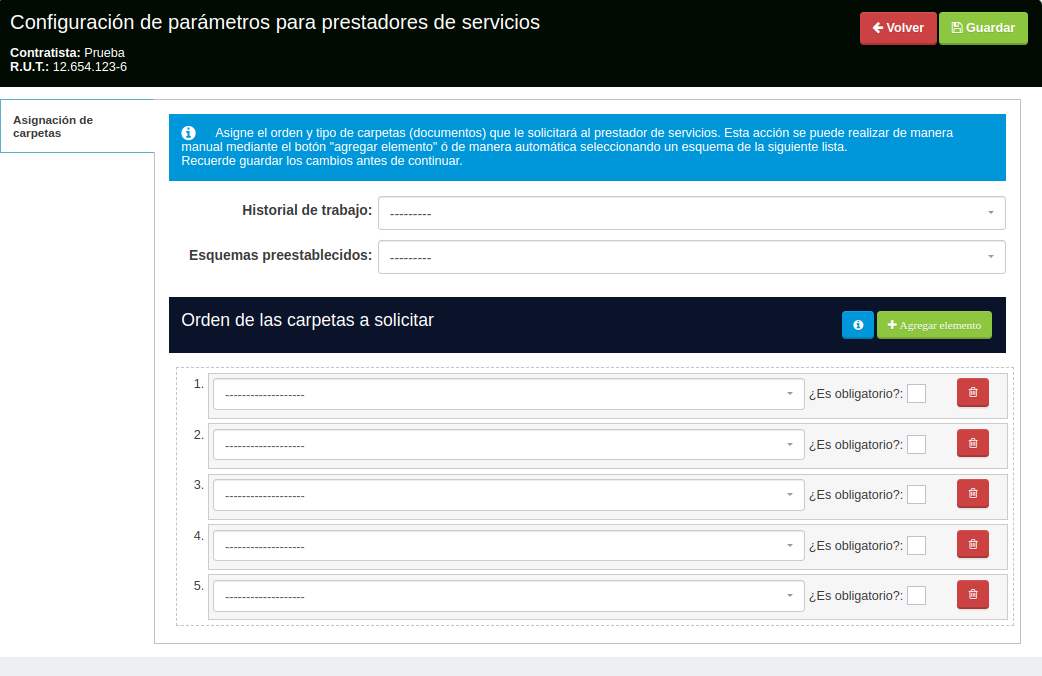 Configuración de parámetros para prestadores de servicios
Volver
Guardar
Contratista: Prueba
R.U.T.: 12.654.123-6
Asignación de
carpetas
Asigne el orden y tipo de carpetas (documentos) que le solicitará al prestador de servicios. Esta acción se puede realizar de manera
manual mediante el botón "agregar elemento" ó de manera automática seleccionando un esquema de la siguiente lista.
Recuerde guardar los cambios antes de continuar.
Historial de trabajo: ---------
Esquemas preestablecidos: ---------
Orden de las carpetas a solicitar
Agregar elemento
1. ------------------- ¿Es obligatorio?:
2. ------------------- ¿Es obligatorio?:
3. ------------------- ¿Es obligatorio?:
4. ------------------- ¿Es obligatorio?:
5. ------------------- ¿Es obligatorio?: